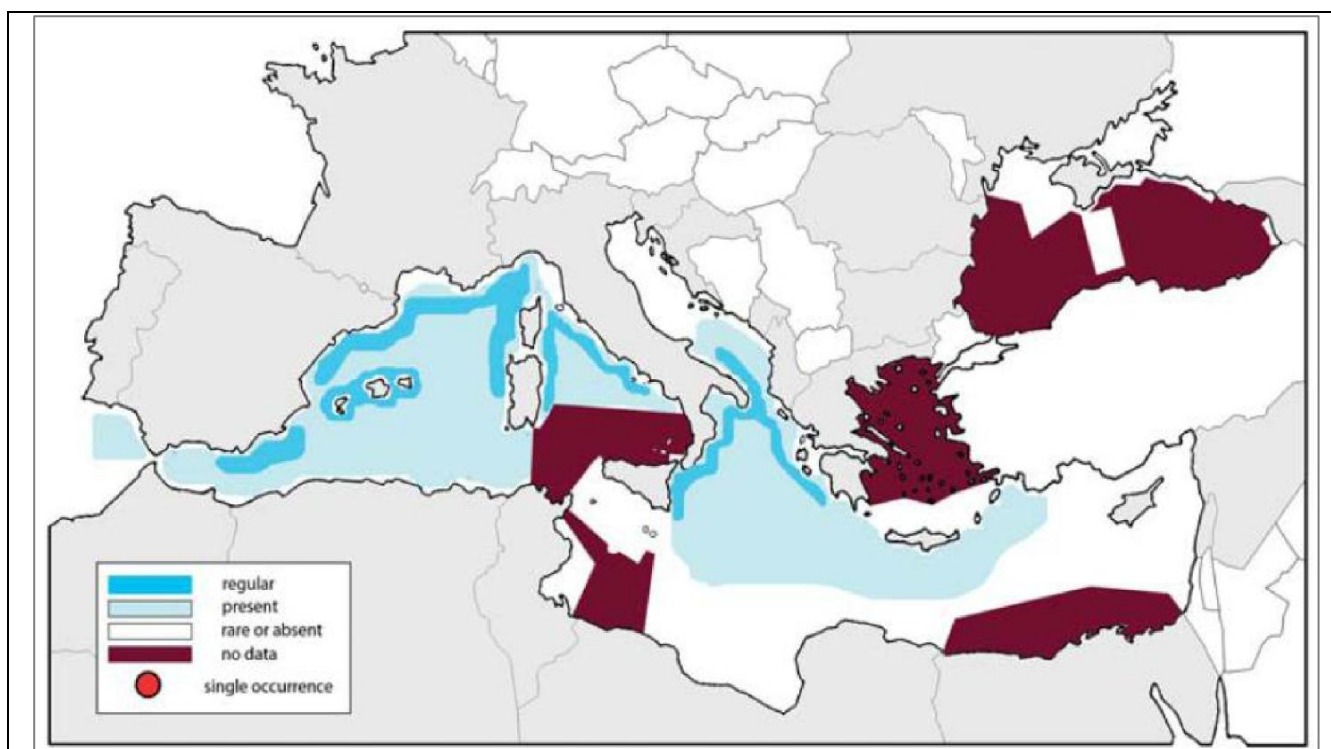 regular
present
rare or absent
no data
single occurrence